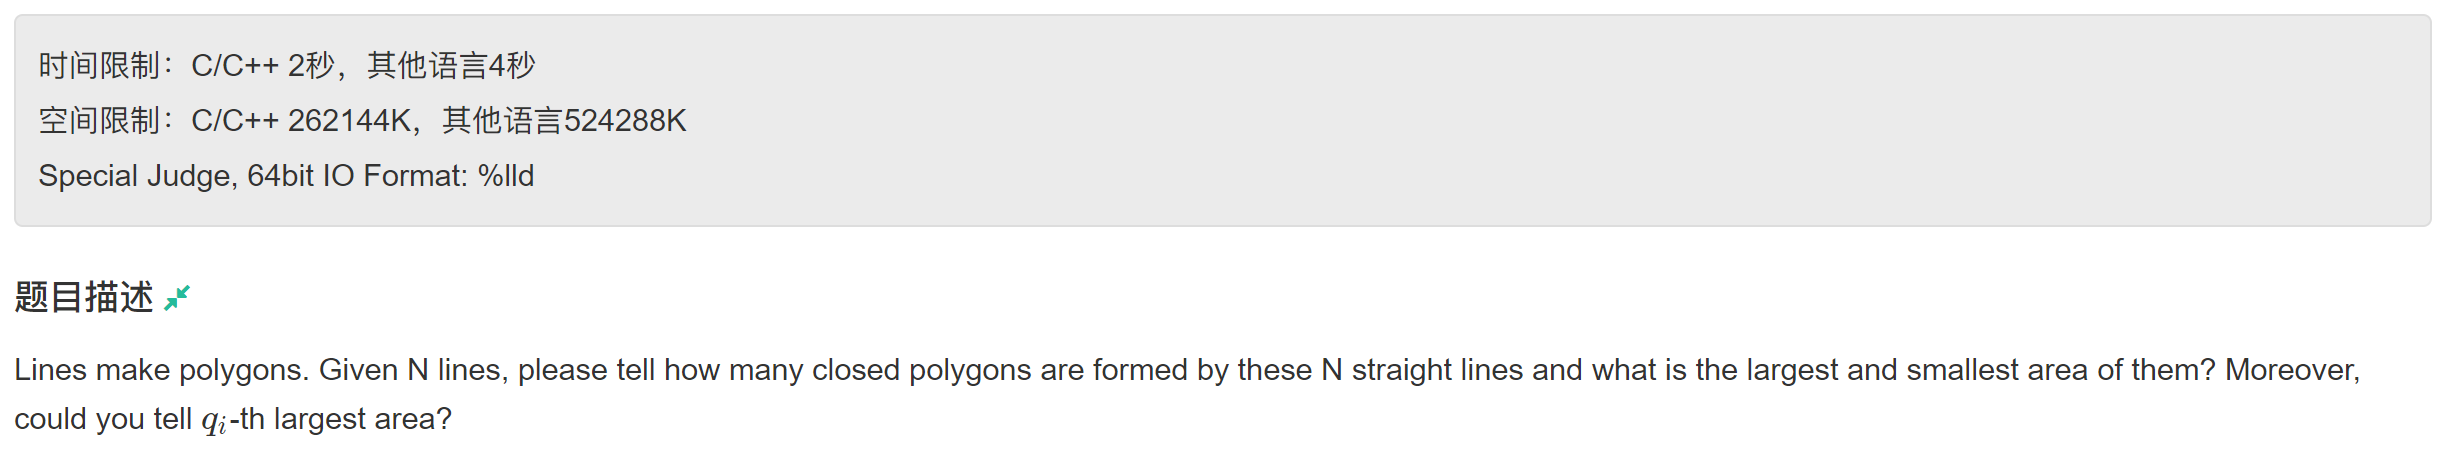 时间限制：C/C++ 2秒，其他语言4秒
空间限制：C/C++ 262144K，其他语言524288K
Special Judge, 64bit IO Format: %lld
题目描述
Lines make polygons. Given N lines, please tell how many closed polygons are formed by these N straight lines and what is the largest and smallest area of them? Moreover,
could you tell q_i-th largest area?